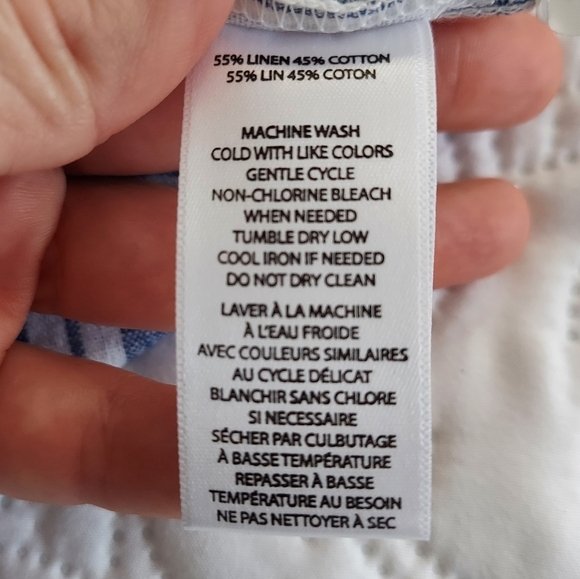 55% LINEN 45% COTTON
55% LIN 45% COTON
MACHINE WASH
COLD WITH LIKE COLORS
GENTLE CYCLE
NON-CHLORINE BLEACH
WHEN NEEDED
TUMBLE DRY LOW
COOL IRON IF NEEDED
DO NOT DRY CLEAN
LAVER À LA MACHINE
À L'EAU FROIDE
AVEC COULEURS SIMILAIRES
AU CYCLE DÉLICAT
BLANCHIR SANS CHLORE
SI NECESSAIRE
SÉCHER PAR CULBUTAGE
À BASSE TEMPÉRATURE
REPASSER À BASSE
TEMPÉRATURE AU BESOIN
NE PAS NETTOYER À SEC